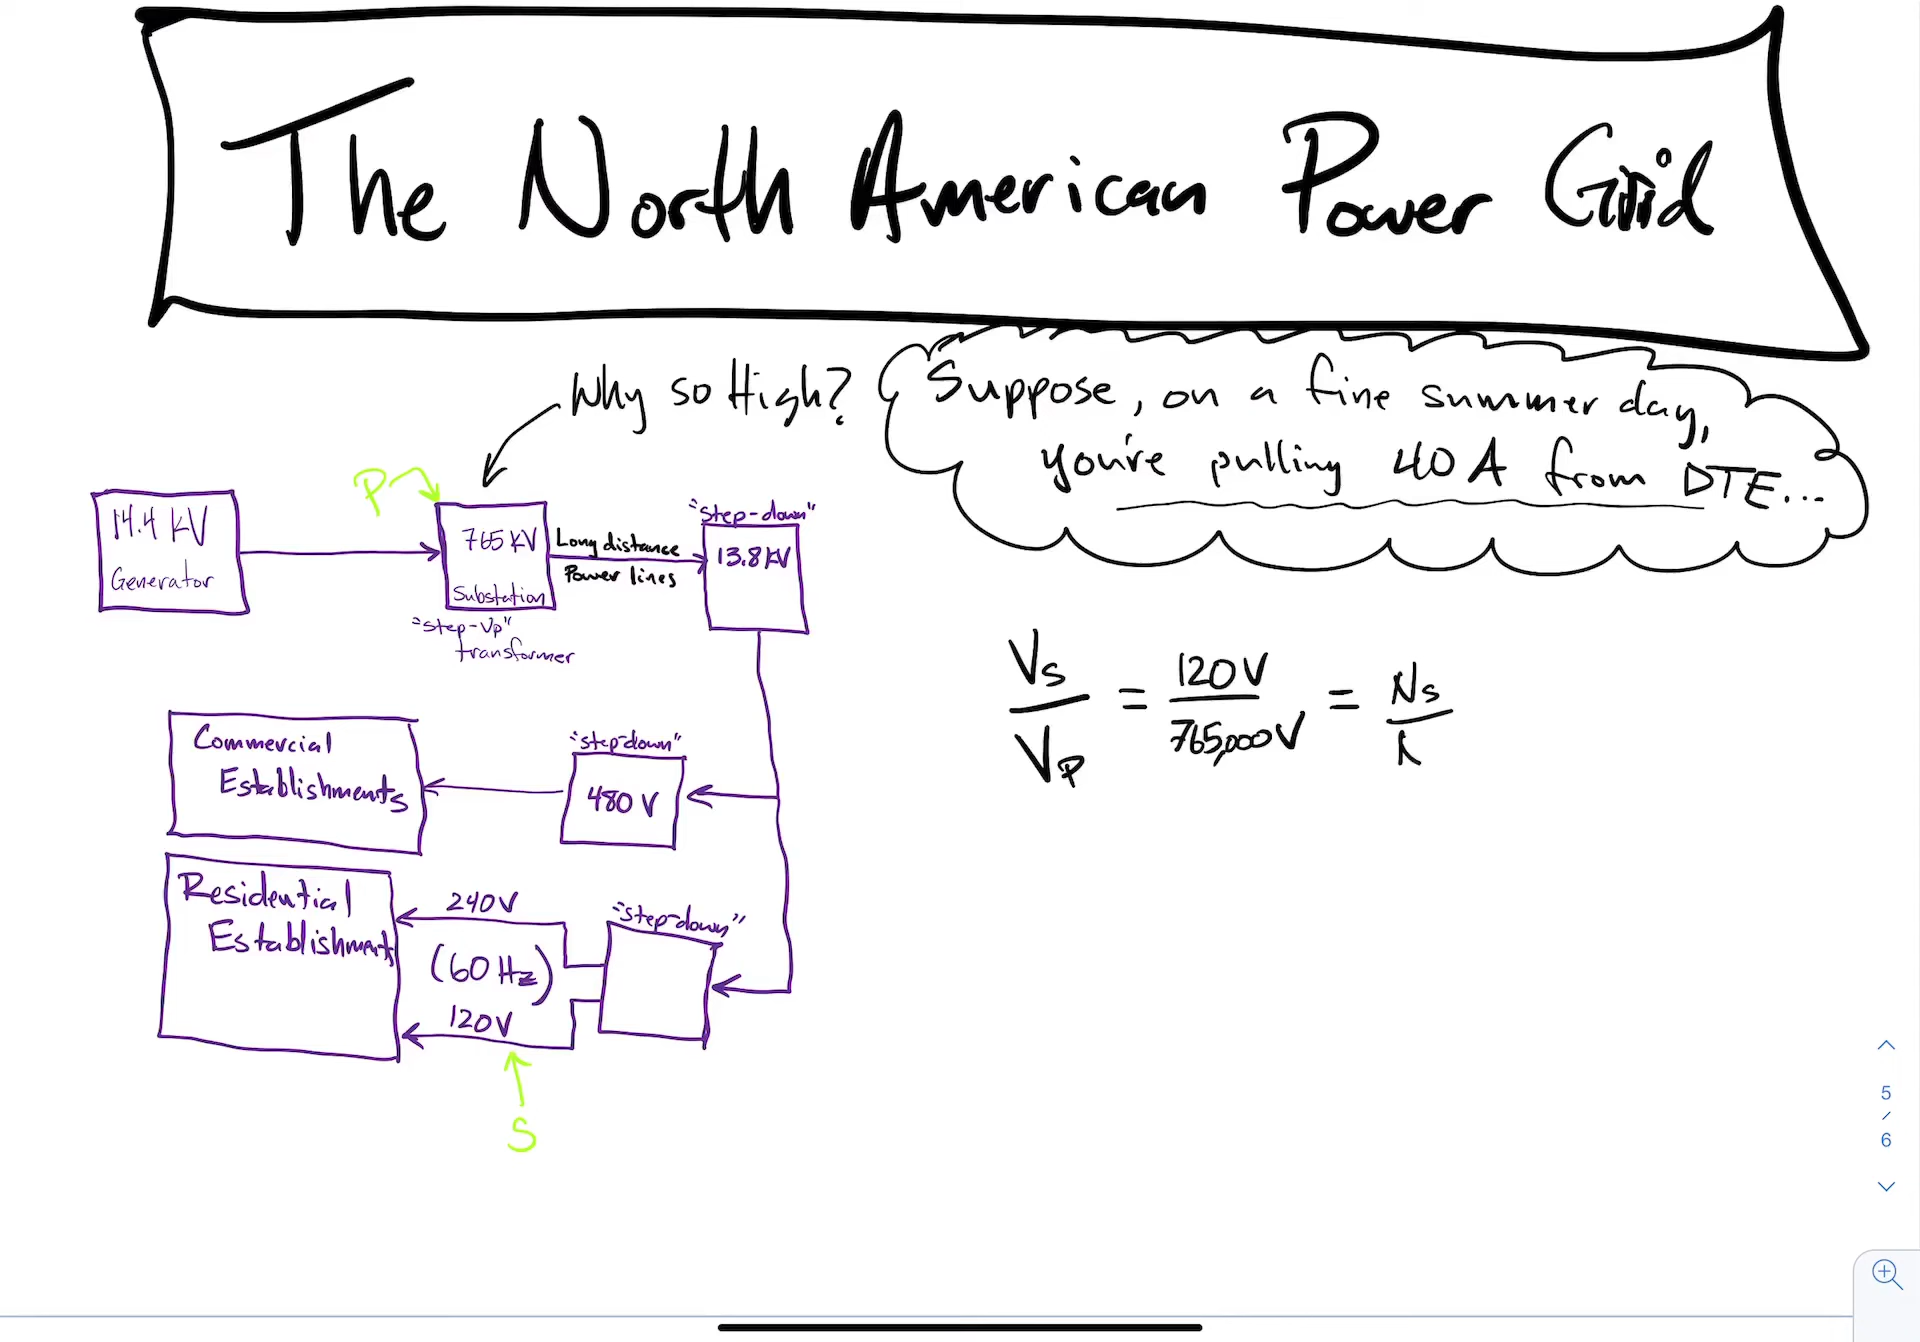 The North American Power Grid
Why so High?
Suppose, on a fine summer day,
you're pulling 40 A from DTE...
P
14.4 kV
Generator
765 kV
Substation
"step-up"
transformer
Long distance
Power lines
"step-down"
13.8 kV
Vs
Vp
=
120V
765,000V
=
Ns
Commercial
Establishments
"step-down"
480 V
Residential
Establishments
240V
(60 Hz)
120V
"step-down"
S
5
/
6